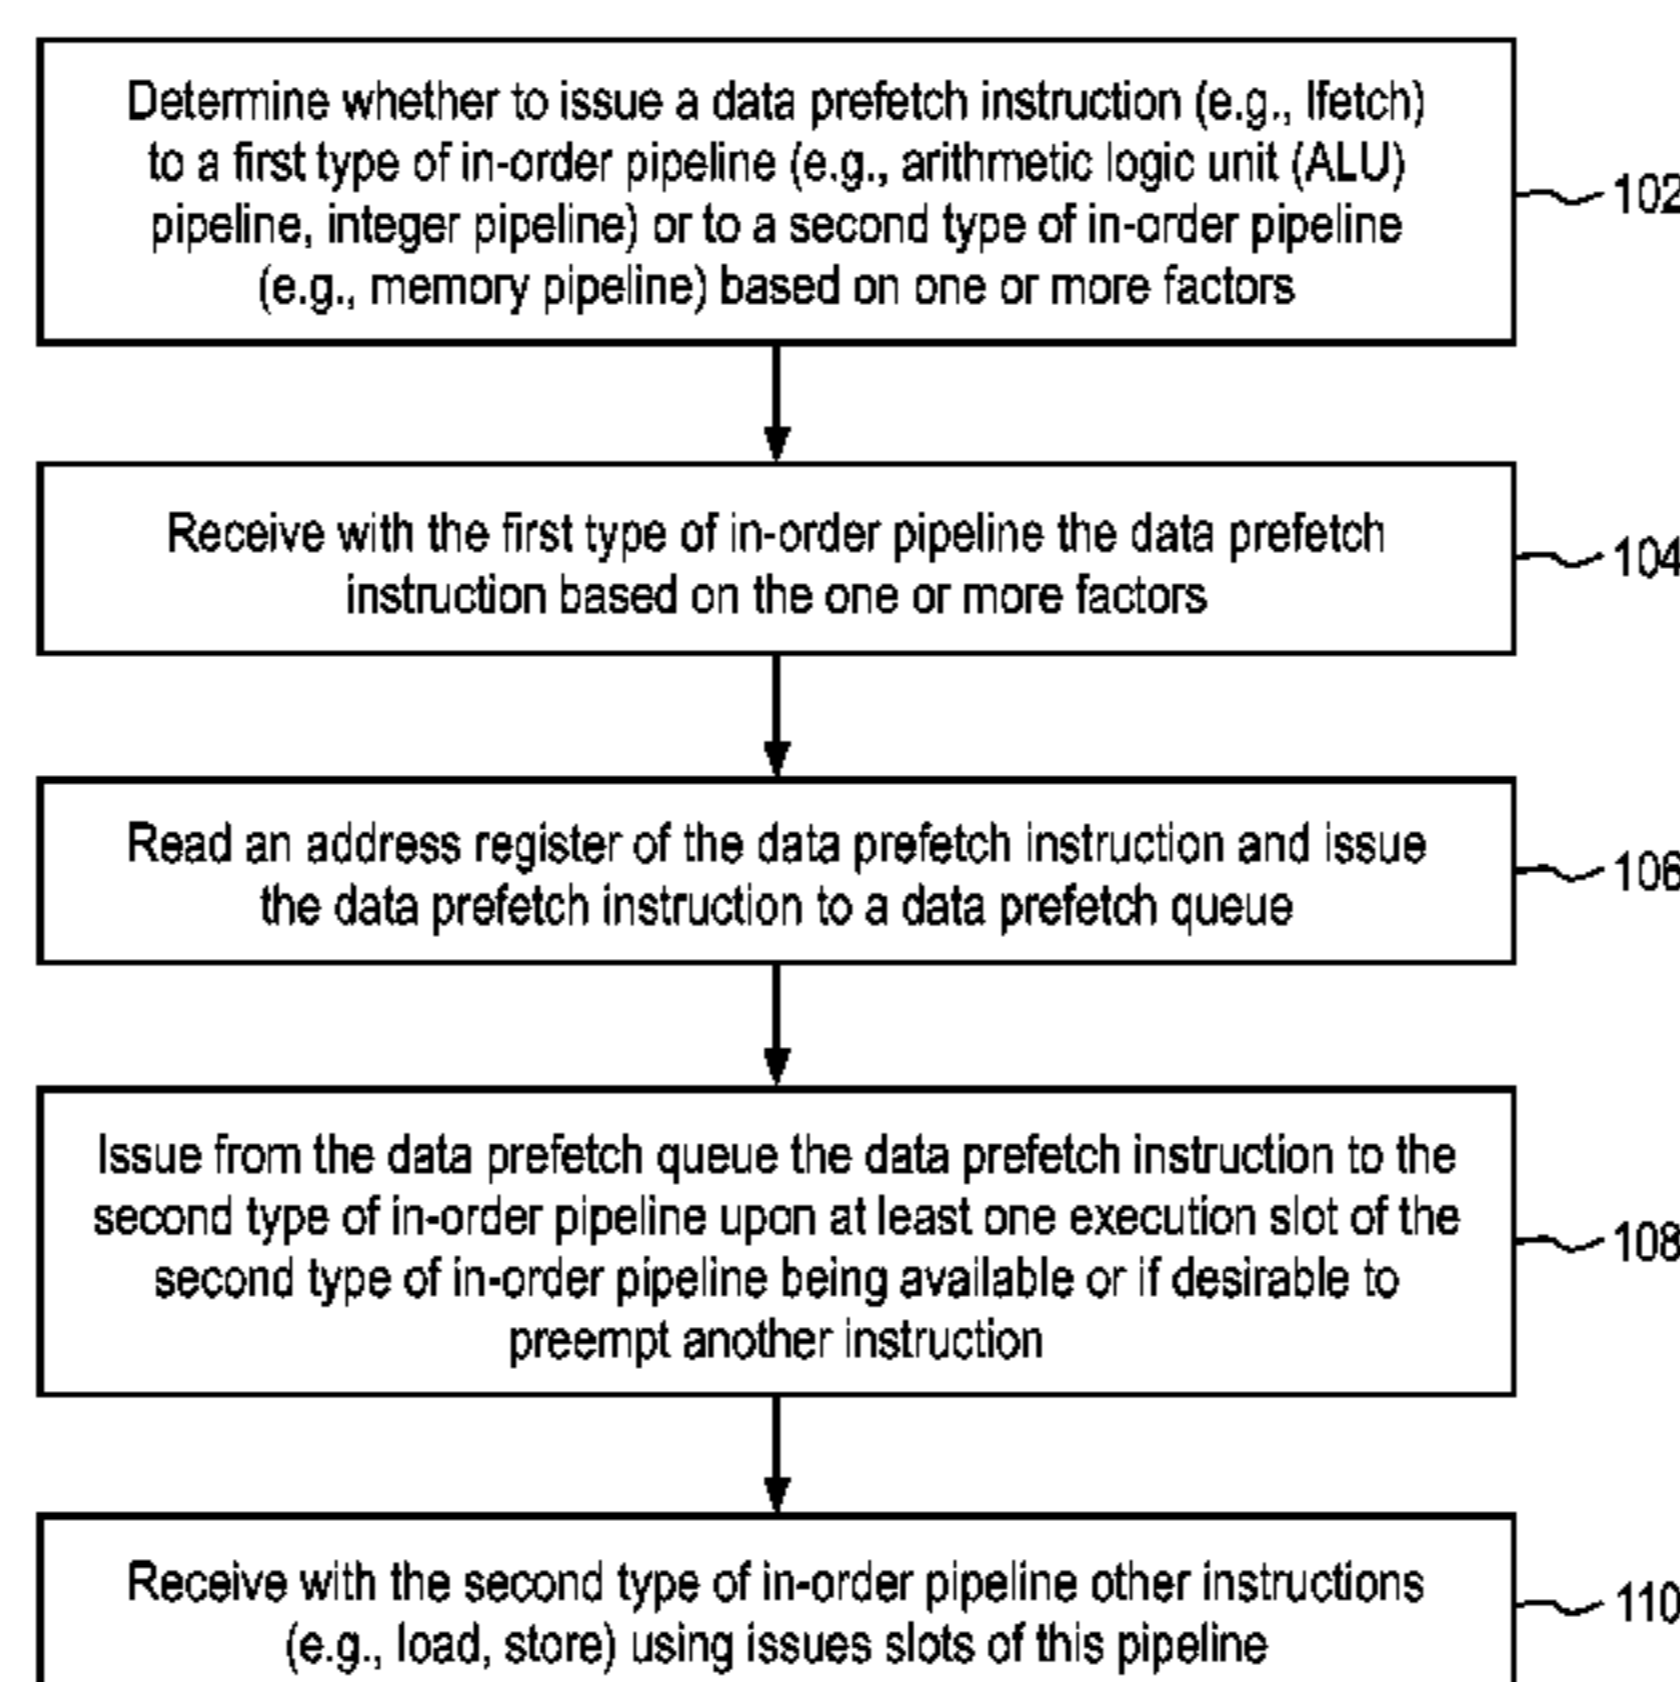 Determine whether to issue a data prefetch instruction (e.g., lfetch)
to a first type of in-order pipeline (e.g., arithmetic logic unit (ALU)
pipeline, integer pipeline) or to a second type of in-order pipeline
(e.g., memory pipeline) based on one or more factors
102
Receive with the first type of in-order pipeline the data prefetch
instruction based on the one or more factors
104
Read an address register of the data prefetch instruction and issue
the data prefetch instruction to a data prefetch queue
106
Issue from the data prefetch queue the data prefetch instruction to the
second type of in-order pipeline upon at least one execution slot of the
second type of in-order pipeline being available or if desirable to
preempt another instruction
108
Receive with the second type of in-order pipeline other instructions
(e.g., load, store) using issues slots of this pipeline
110